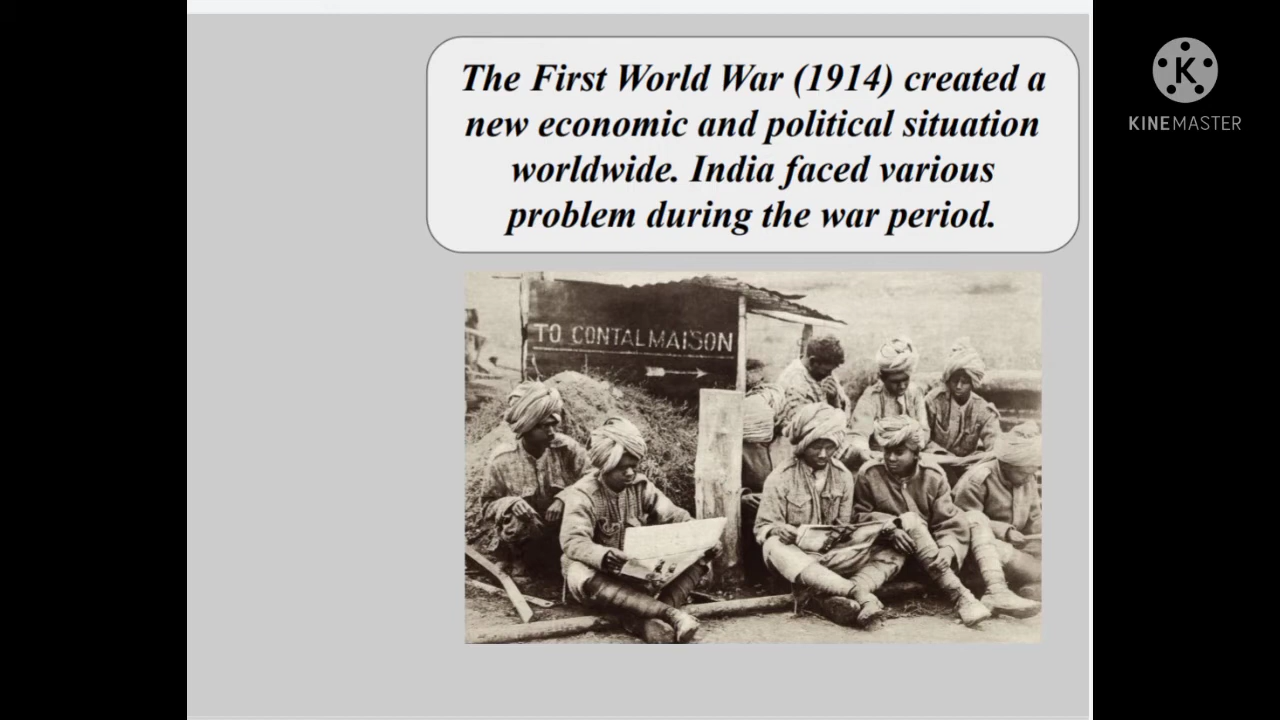 The First World War (1914) created a
new economic and political situation
worldwide. India faced various
problem during the war period.
TO CONTALMAISON
K
KINEMASTER